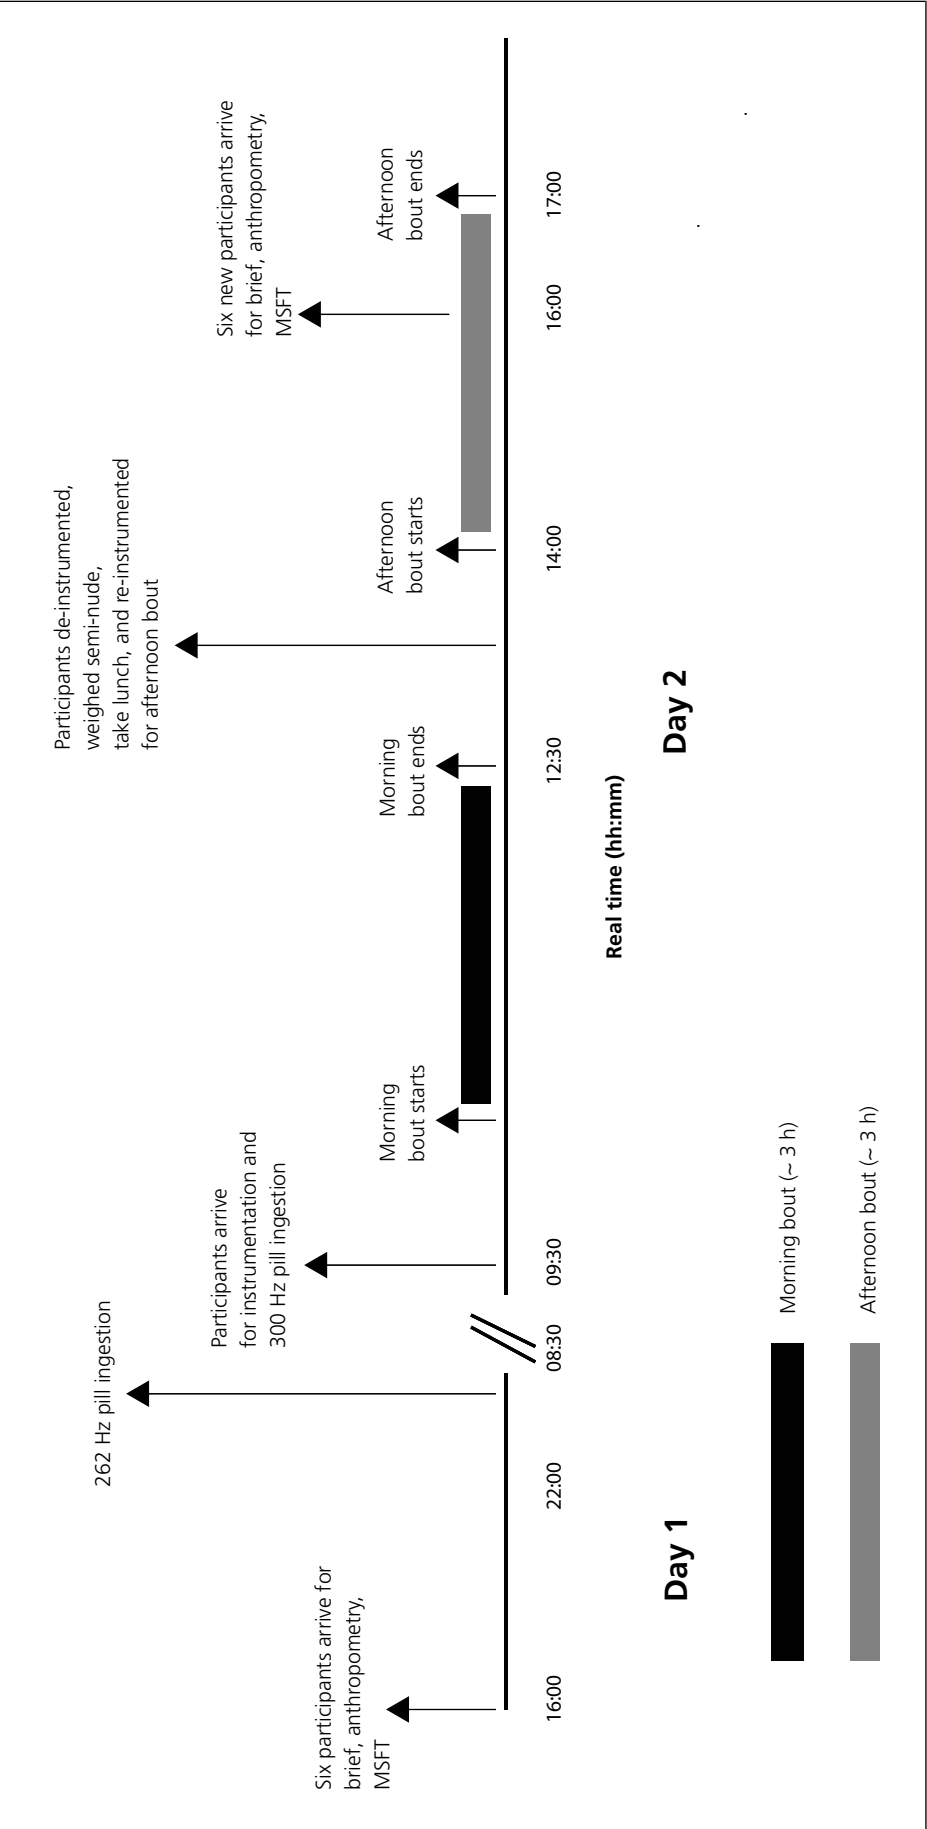 Six participants arrive for
brief, anthropometry,
MSFT
262 Hz pill ingestion
Participants arrive
for instrumentation and
300 Hz pill ingestion
Morning
bout starts
Morning
bout ends
Participants de-instrumented,
weighed semi-nude,
take lunch, and re-instrumented
for afternoon bout
Afternoon
bout starts
Six new participants arrive
for brief, anthropometry,
MSFT
Afternoon
bout ends
16:00
22:00
08:30
09:30
12:30
14:00
16:00
17:00
Real time (hh:mm)
Day 1
Day 2
Morning bout (~ 3 h)
Afternoon bout (~ 3 h)